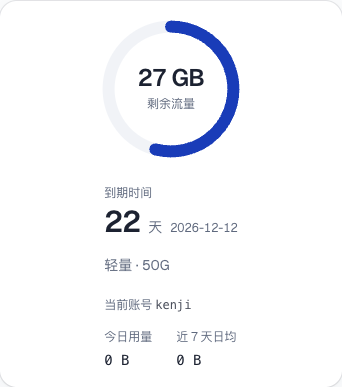 27 GB
剩余流量
到期时间
22 天 2026-12-12
轻量 · 50G
当前账号 kenji
今日用量 近 7 天日均
0 B 0 B